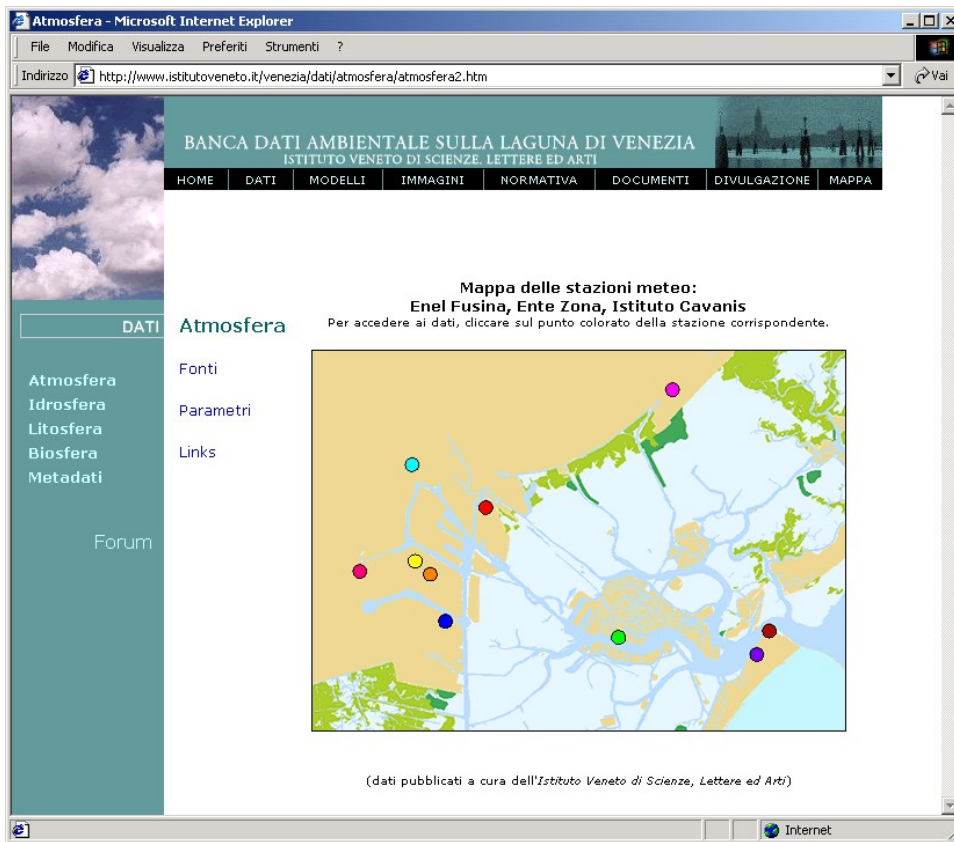 Atmosfera - Microsoft Internet Explorer
File Modifica Visualizza Preferiti Strumenti ?
Indirizzo http://www.istitutoveneto.it/venezia/dati/atmosfera/atmosfera2.htm Vai
BANCA DATI AMBIENTALE SULLA LAGUNA DI VENEZIA
ISTITUTO VENETO DI SCIENZE. LETTERE ED ARTI
HOME DATI MODELLI IMMAGINI NORMATIVA DOCUMENTI DIVULGAZIONE MAPPA
DATI
Atmosfera
Idrosfera
Litosfera
Biosfera
Metadati
Forum
Atmosfera
Fonti
Parametri
Links
Mappa delle stazioni meteo:
Enel Fusina, Ente Zona, Istituto Cavanis
Per accedere ai dati, cliccare sul punto colorato della stazione corrispondente.
(dati pubblicati a cura dell'Istituto Veneto di Scienze, Lettere ed Arti)
Internet